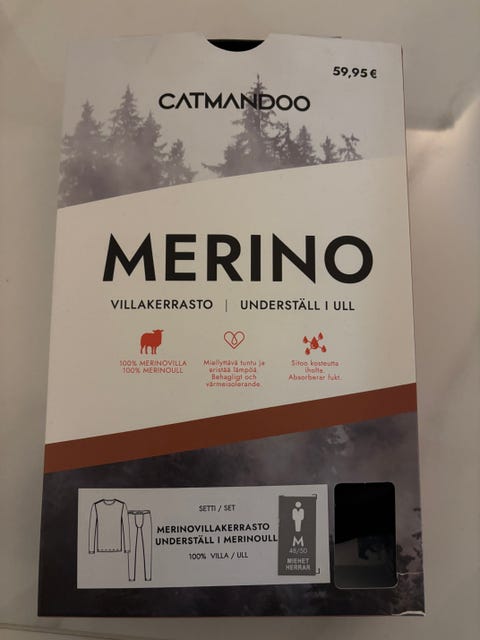 59,95 €
CATMANDOO
MERINO
VILLAKERRASTO | UNDERSTÄLL I ULL
100% MERINOVILLA
100% MERINOULL
Miellyttävä tuntu ja
eristää lämpöä.
Behagligt och
värmeisolerande.
Sitoo kosteutta
iholta.
Absorberar fukt.
SETTI / SET
MERINOVILLAKERRASTO
UNDERSTÄLL I MERINOULL
100% VILLA / ULL
M
48/50
MIEHET
HERRAR